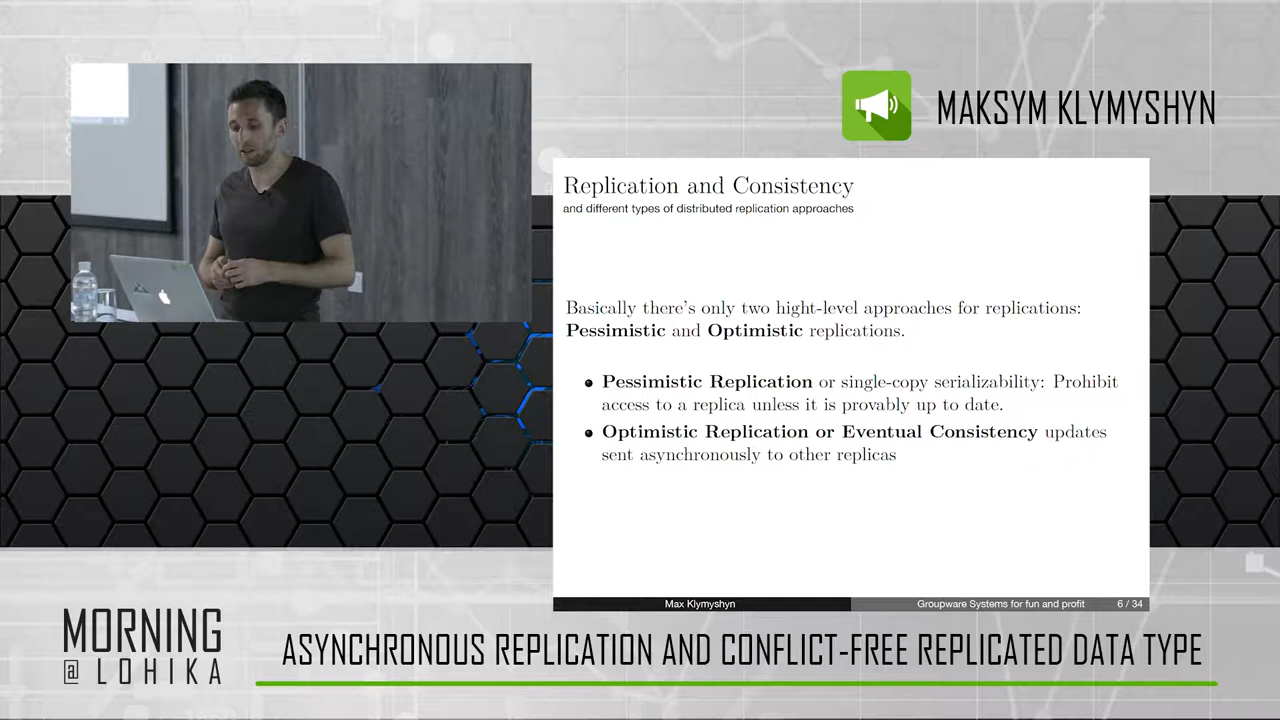 MAKSYM KLYMYSHYN
Replication and Consistency
and different types of distributed replication approaches
Basically there's only two hight-level approaches for replications:
Pessimistic and Optimistic replications.
Pessimistic Replication or single-copy serializability: Prohibit
access to a replica unless it is provably up to date.
Optimistic Replication or Eventual Consistency updates
sent asynchronously to other replicas
Max Klymyshyn
Groupware Systems for fun and profit 6 / 34
MORNING
@ LOHIKA
ASYNCHRONOUS REPLICATION AND CONFLICT-FREE REPLICATED DATA TYPE